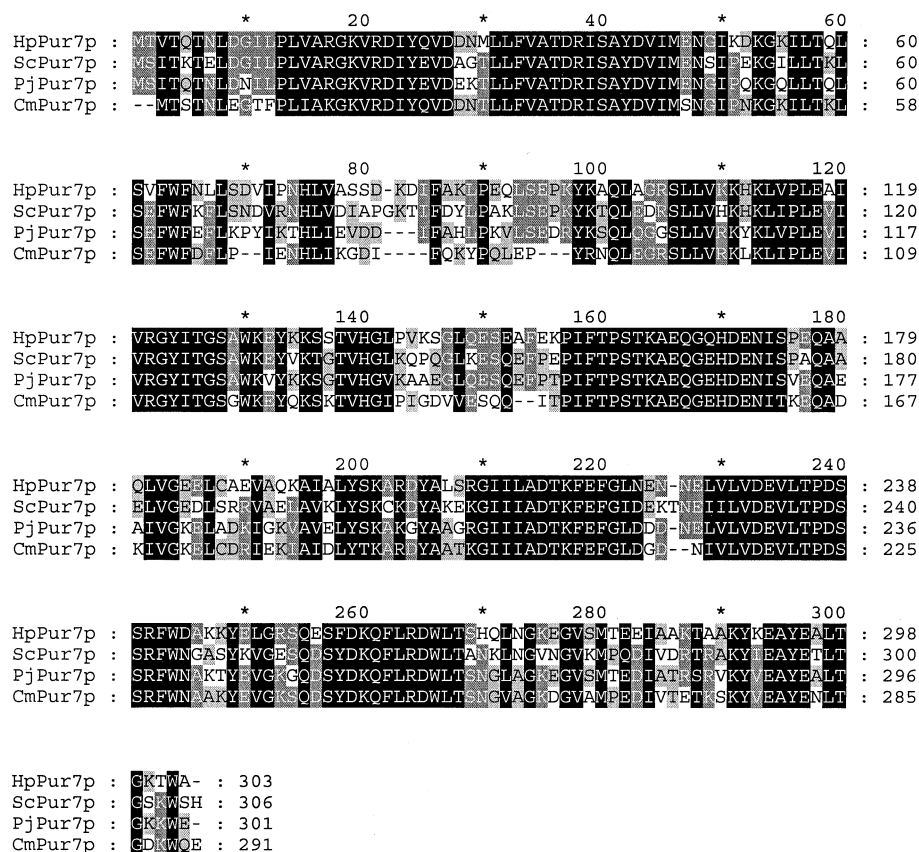 * 20 * 40 * 60
HpPur7p : MTVTQTNLDGILPLVARGKVRDIYQVDDNMLLFVATDRISAYDVIMENGIKDKGKILTQL : 60
ScPur7p : MSITKTELDGILPLVARGKVRDIYEVDAGTLLFVATDRISAYDVIMENSIPEKGILLTKL : 60
PjPur7p : MSITQTNLDNILPLVARGKVRDIYEVDEKTLLFVATDRISAYDVIMENGIPQKGQLLTQL : 60
CmPur7p : --MTSTNLEGTFPLIAKGKVRDIYQVDDNTLLFVATDRISAYDVIMSNGIPNKGKILTKL : 58
* 80 * 100 * 120
HpPur7p : SVFWFNLLSDVIPNHLVASSD-KDIFAKLPEQLSEPKYKAQLAGRSLLVKKHKLVPLEAI : 119
ScPur7p : SEFWFKFLSNDVRNHLVDIAPGKTIFDYLPAKLSEPKYKTQLEDRSLLVHKHKLIPLEVI : 120
PjPur7p : SEFWFEFLKPYIKTHLIEVDD---IFAHLPKVLSEDRYKSQLQGGSLLVRKYKLVPLEVI : 117
CmPur7p : SEFWFDFLP--IENHLIKGDI----FQKYPQLEP---YRNQLEGRSLLVRKLKLIPLEVI : 109
* 140 * 160 * 180
HpPur7p : VRGYITGSAWKEYKKSSTVHGLPVKSGLQESEAFEKPIFTPSTKAEQGQHDENISPEQAA : 179
ScPur7p : VRGYITGSAWKEYVKTGTVHGLKQPQGLKESQEFPEPIFTPSTKAEQGEHDENISPAQAA : 180
PjPur7p : VRGYITGSAWKVYKKSGTVHGVKAAEGLQESQEFPTPIFTPSTKAEQGEHDENISVEQAE : 177
CmPur7p : VRGYITGSGWKEYQKSKTVHGIPIGDVVESQQ--ITPIFTPSTKAEQGEHDENITKEQAD : 167
* 200 * 220 * 240
HpPur7p : QLVGEELCAEVAQKAIALYSKARDYALSRGIILADTKFEFGLNEN-NELVLVDEVLTPDS : 238
ScPur7p : ELVGEDLSRRVAELAVKLYSKCKDYAKEKGIIIADTKFEFGIDEKTNEIILVDEVLTPDS : 240
PjPur7p : AIVGKELADKIGKVAVELYSKAKGYAAGRGIIIADTKFEFGLDDD-NELVLVDEVLTPDS : 236
CmPur7p : KIVGKELCDRIEKIAIDLYTKARDYAATKGIIIADTKFEFGLDGD--NIVLVDEVLTPDS : 225
* 260 * 280 * 300
HpPur7p : SRFWDAKKYELGRSQESFDKQFLRDWLTSHQLNGKEGVSMTEEIAAKTAAKYKEAYEALT : 298
ScPur7p : SRFWNGASYKVGESQDSYDKQFLRDWLTANKLNGVNGVKMPQDIVDRTRAKYIEAYETLT : 300
PjPur7p : SRFWNAKTYEVGKGQDSYDKQFLRDWLTSNGLAGKEGVSMTEDIATRSRVKYVEAYEALT : 296
CmPur7p : SRFWNAAKYEVGKSQDSYDKQFLRDWLTSNGVAGKDGVAMPEDIVTETKSKYVEAYENLT : 285
HpPur7p : GKTWA- : 303
ScPur7p : GSKWSH : 306
PjPur7p : GKKWE- : 301
CmPur7p : GDKWQE : 291